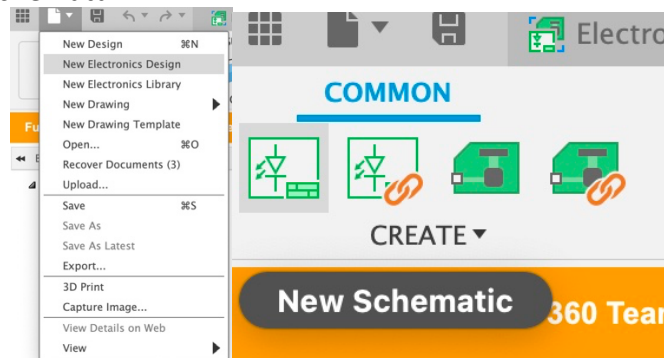 New Design ⌘N
New Electronics Design
New Electronics Library
New Drawing
New Drawing Template
Open... ⌘O
Recover Documents (3)
Upload...
Save ⌘S
Save As
Save As Latest
Export...
3D Print
Capture Image...
View Details on Web
View
Fu
Electro
COMMON
CREATE
New Schematic
360 Tear